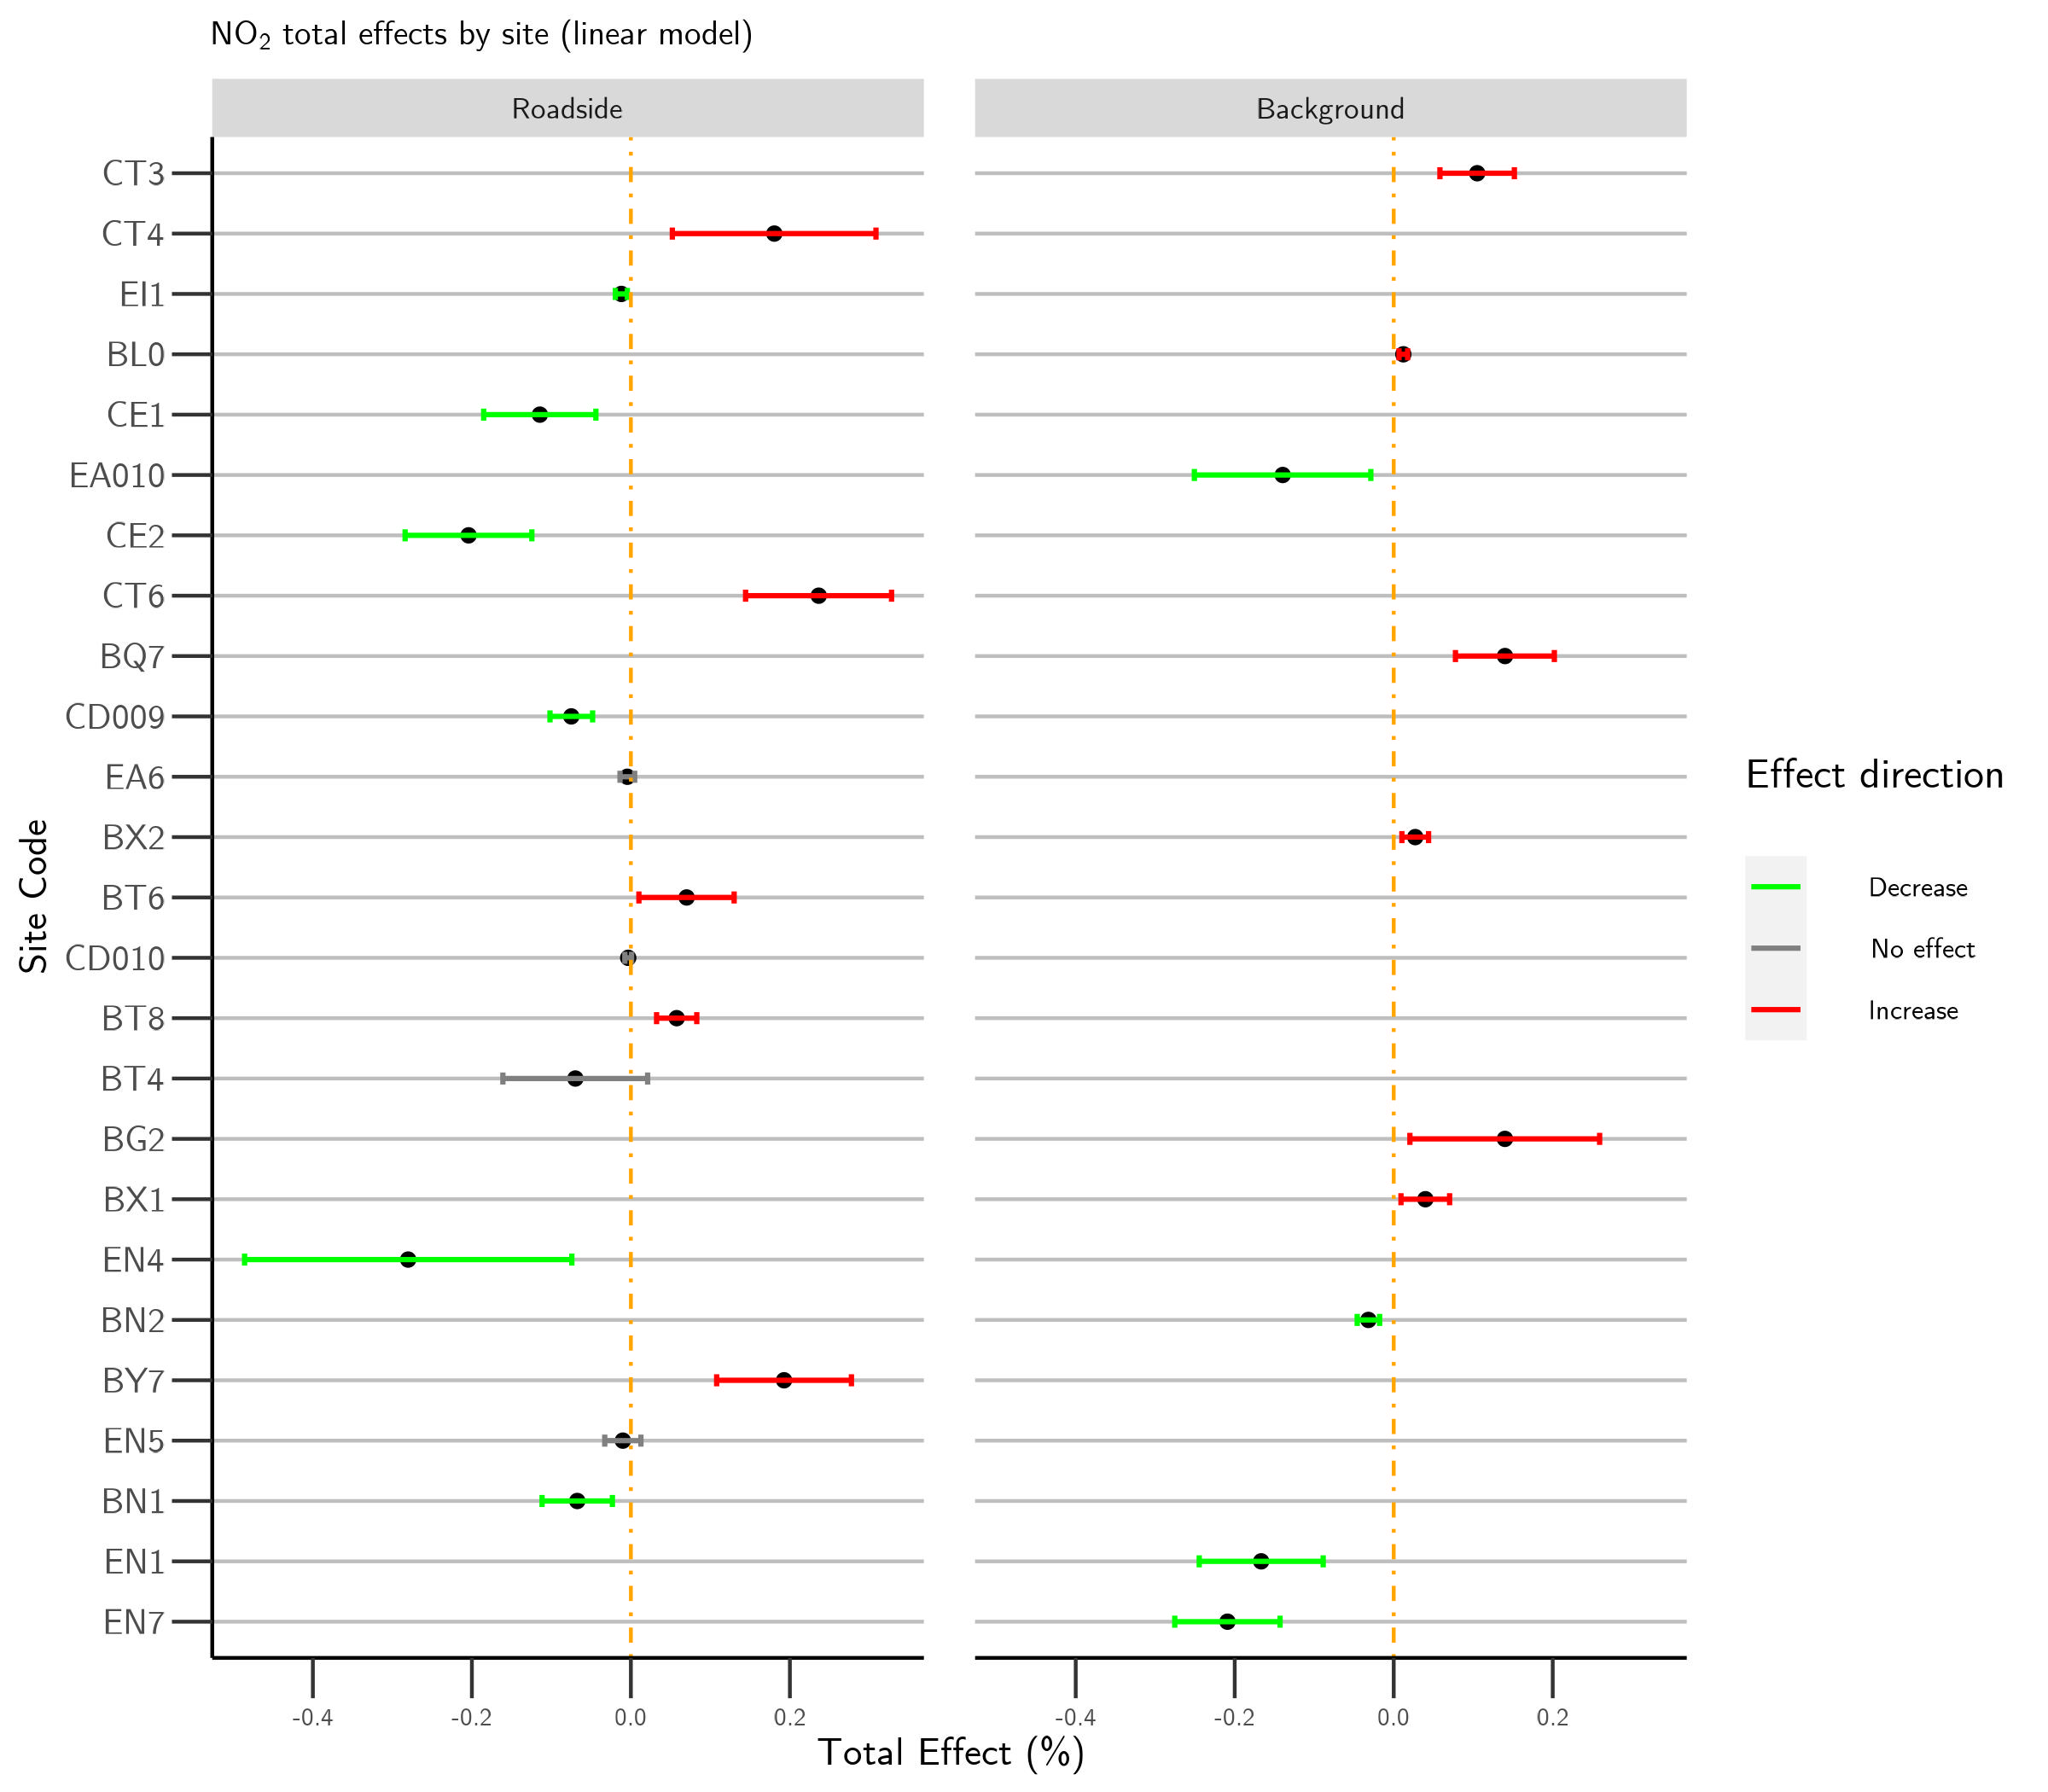 NO₂ total effects by site (linear model)
Roadside
Background
CT3
CT4
EI1
BL0
CE1
EA010
CE2
CT6
BQ7
CD009
EA6
BX2
BT6
CD010
BT8
BT4
BG2
BX1
EN4
BN2
BY7
EN5
BN1
EN1
EN7
Site Code
-0.4 -0.2 0.0 0.2
-0.4 -0.2 0.0 0.2
Total Effect (%)
Effect direction
Decrease
No effect
Increase